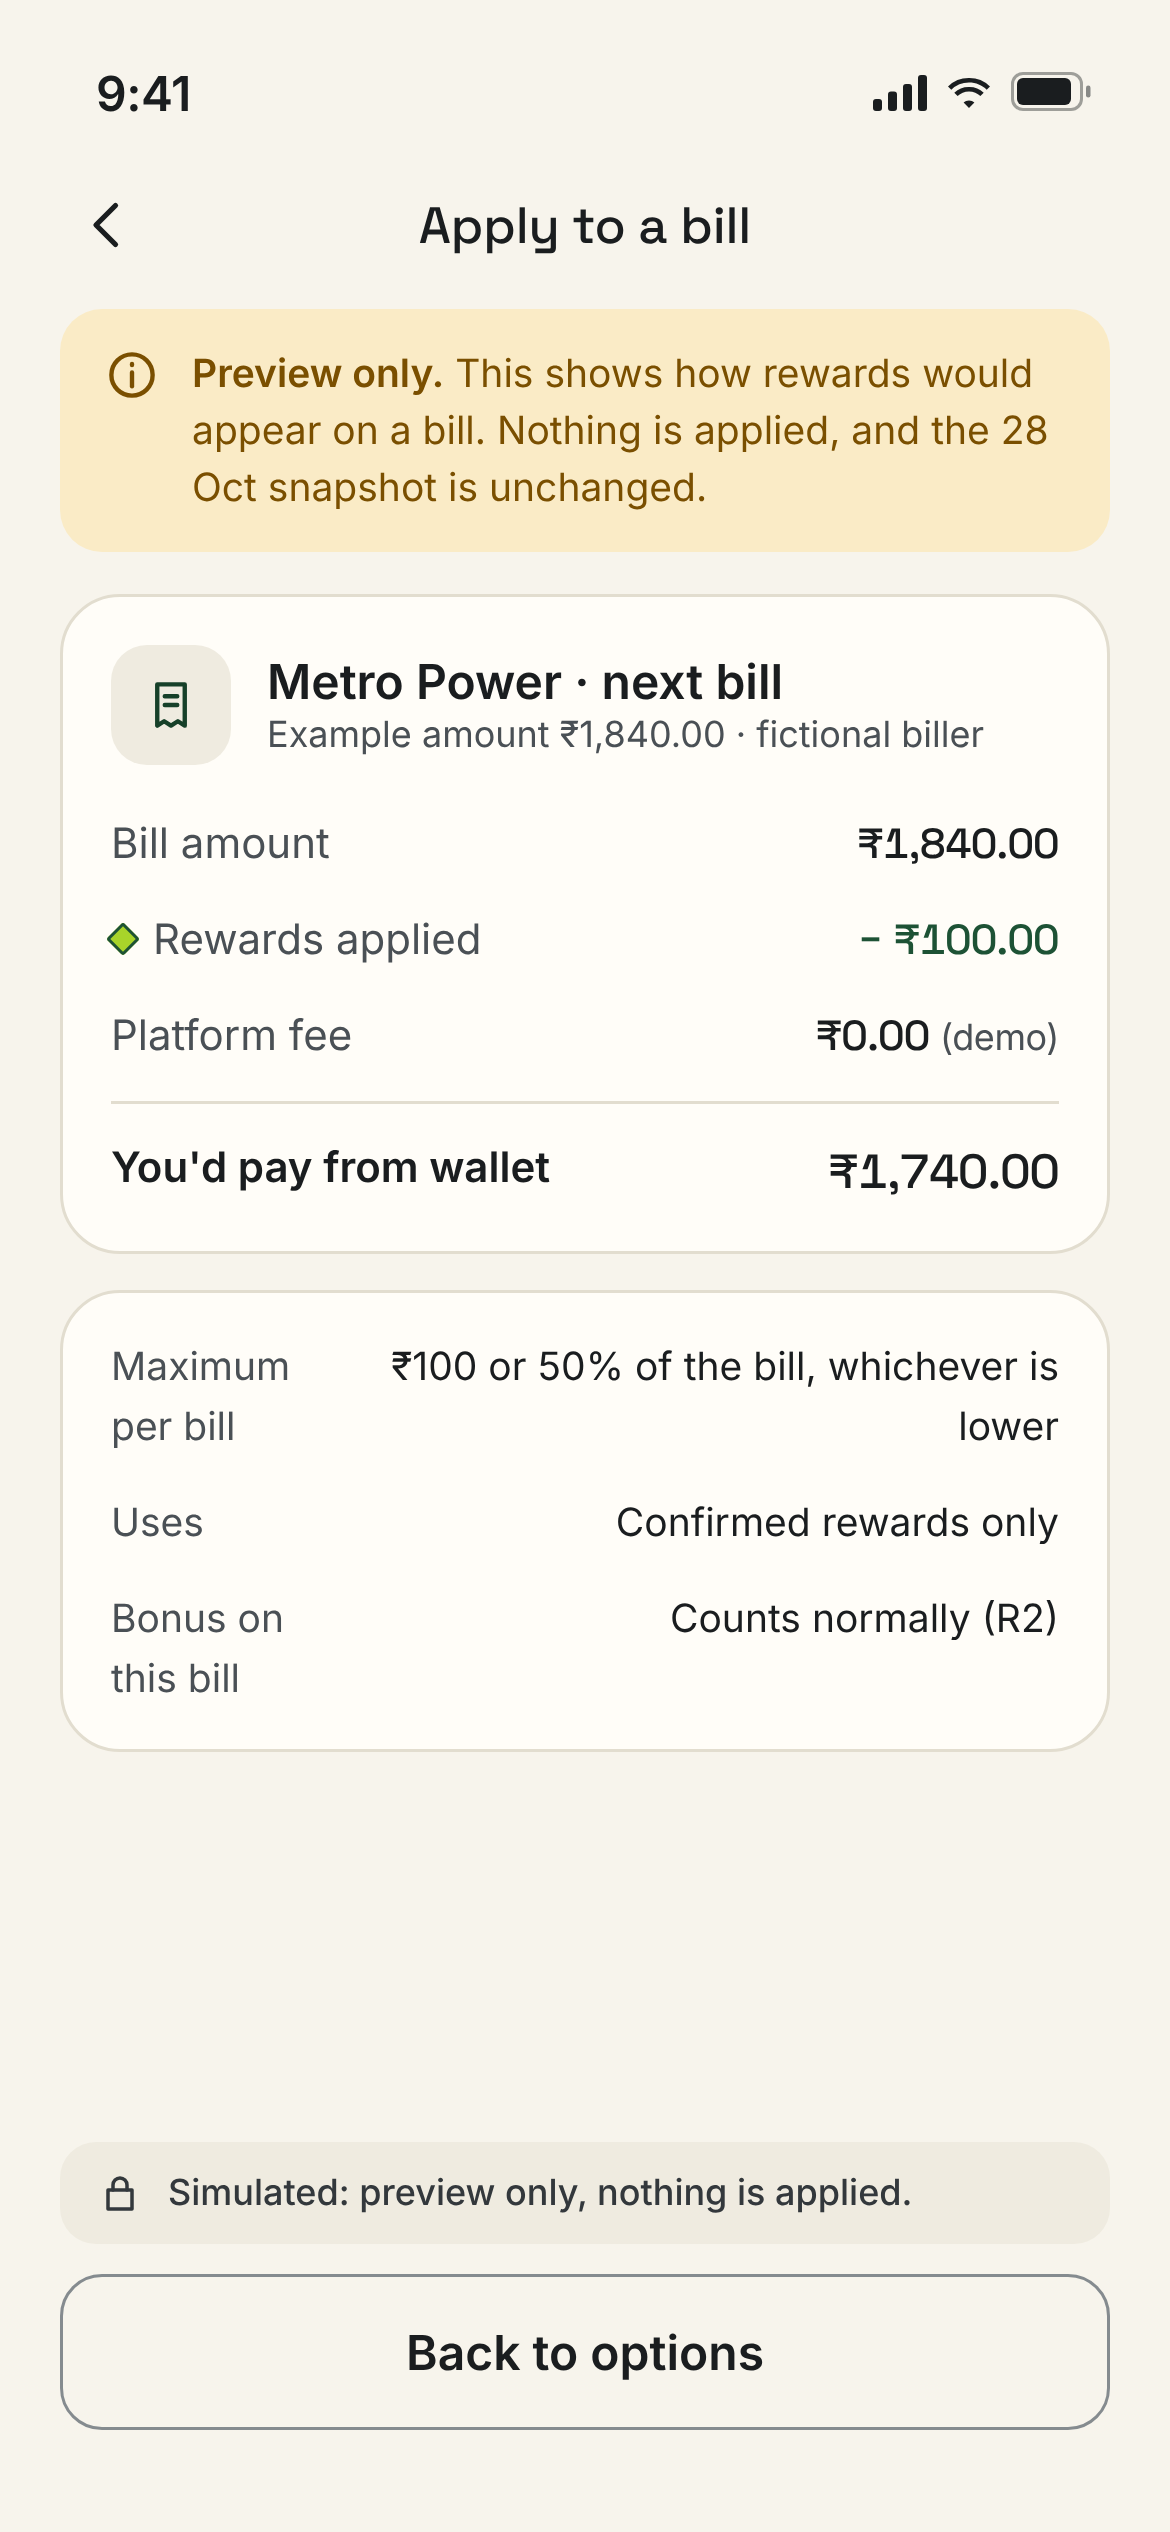 9:41
Apply to a bill
Preview only. This shows how rewards would
appear on a bill. Nothing is applied, and the 28
Oct snapshot is unchanged.
Metro Power · next bill
Example amount ₹1,840.00 · fictional biller
Bill amount ₹1,840.00
Rewards applied − ₹100.00
Platform fee ₹0.00 (demo)
You'd pay from wallet ₹1,740.00
Maximum ₹100 or 50% of the bill, whichever is
per bill lower
Uses Confirmed rewards only
Bonus on Counts normally (R2)
this bill
Simulated: preview only, nothing is applied.
Back to options